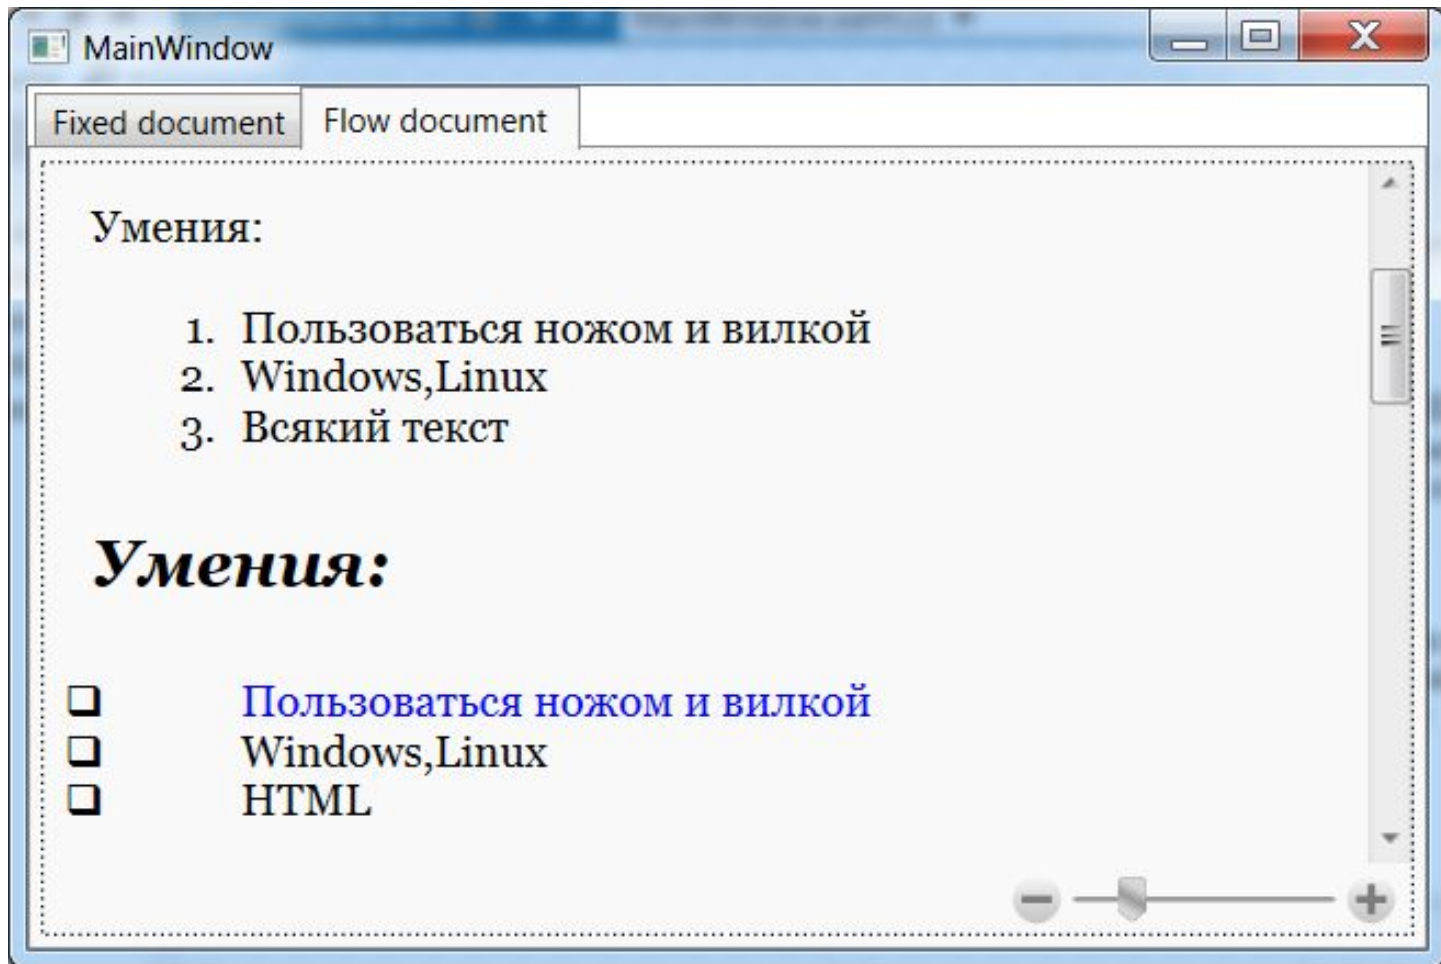 MainWindow
Fixed document Flow document
Умения:
1. Пользоваться ножом и вилкой
2. Windows,Linux
3. Всякий текст
Умения:
❑ Пользоваться ножом и вилкой
❑ Windows,Linux
❑ HTML